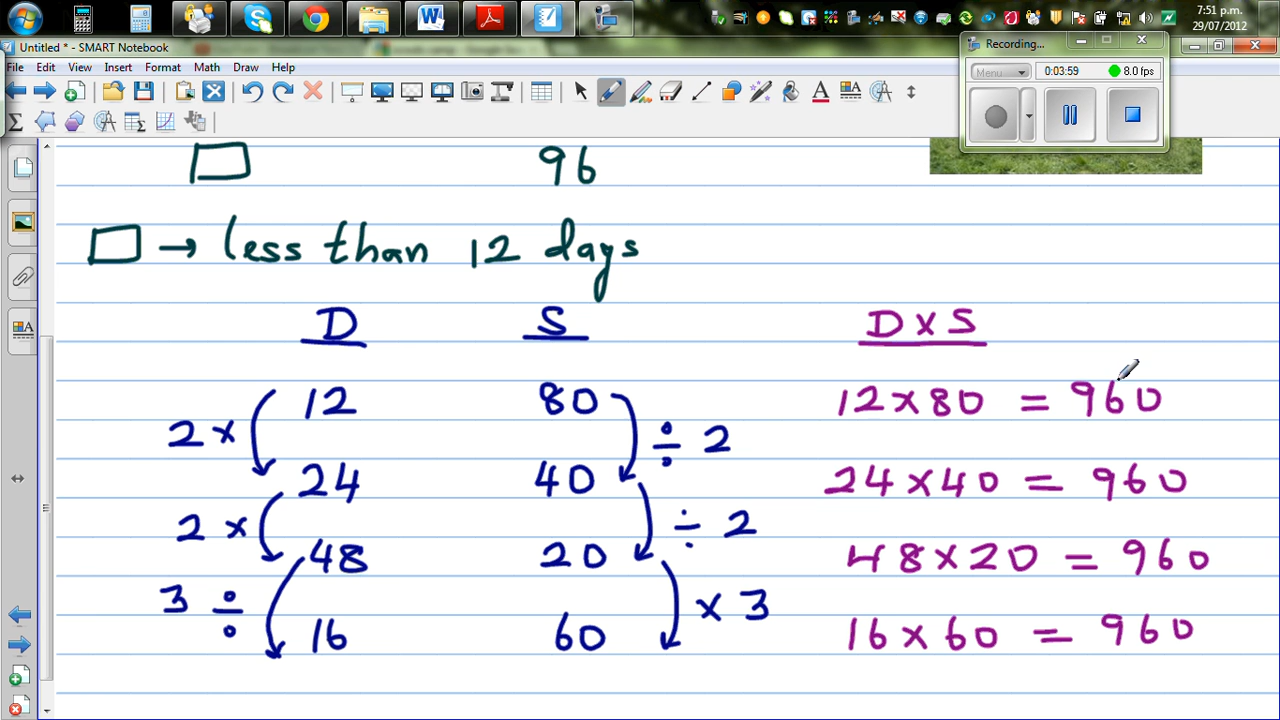 7:51 p.m.
29/07/2012
Untitled * - SMART Notebook
Recording...
File Edit View Insert Format Math Draw Help
Menu 0:03:59 8.0 fps
□ 96
□ → less than 12 days
D S D x S
12 80 12 x 80 = 960
2 x ÷ 2
24 40 24 x 40 = 960
2 x ÷ 2
48 20 48 x 20 = 960
3 ÷ x 3
16 60 16 x 60 = 960